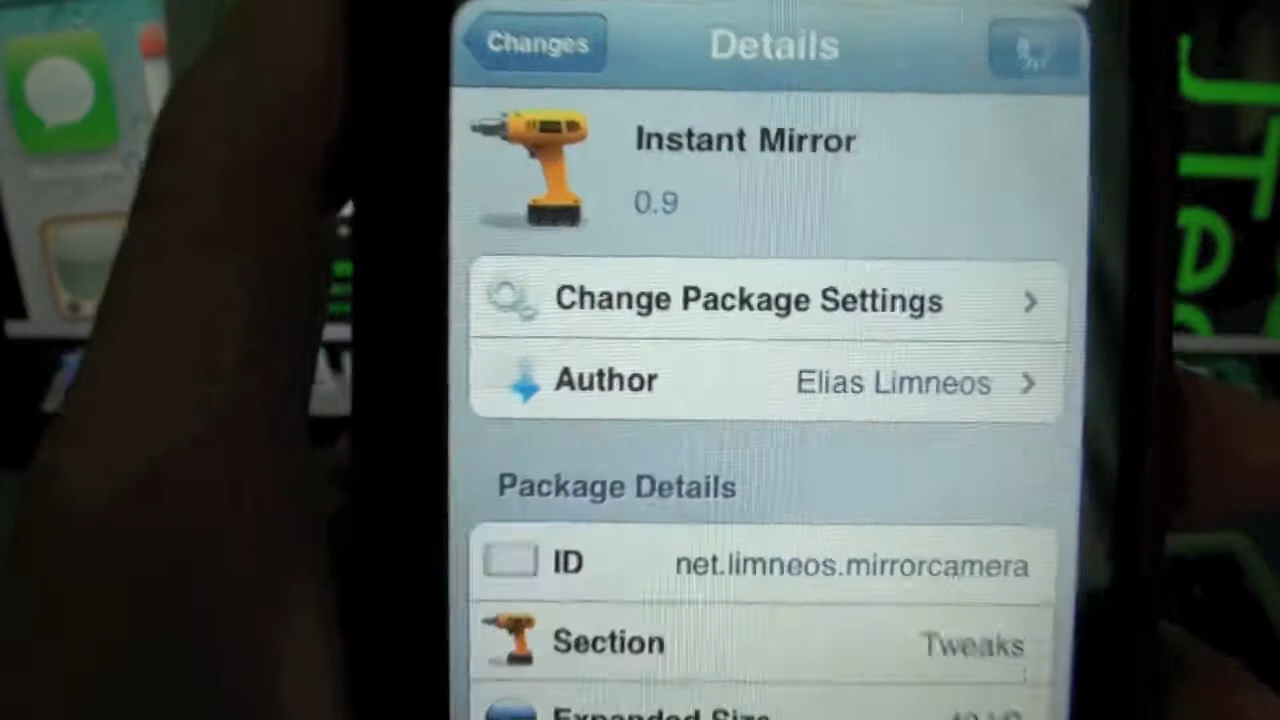 Changes
Details
Instant Mirror
0.9
Change Package Settings
Author Elias Limneos
Package Details
ID net.limneos.mirrorcamera
Section Tweaks
Expanded Size